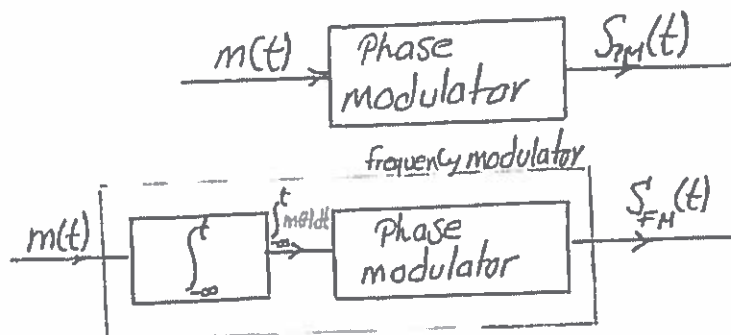 m(t)
Phase
modulator
S_PM(t)
frequency modulator
m(t)
∫_-∞^t
∫_-∞^t m(t)dt
Phase
modulator
S_FM(t)